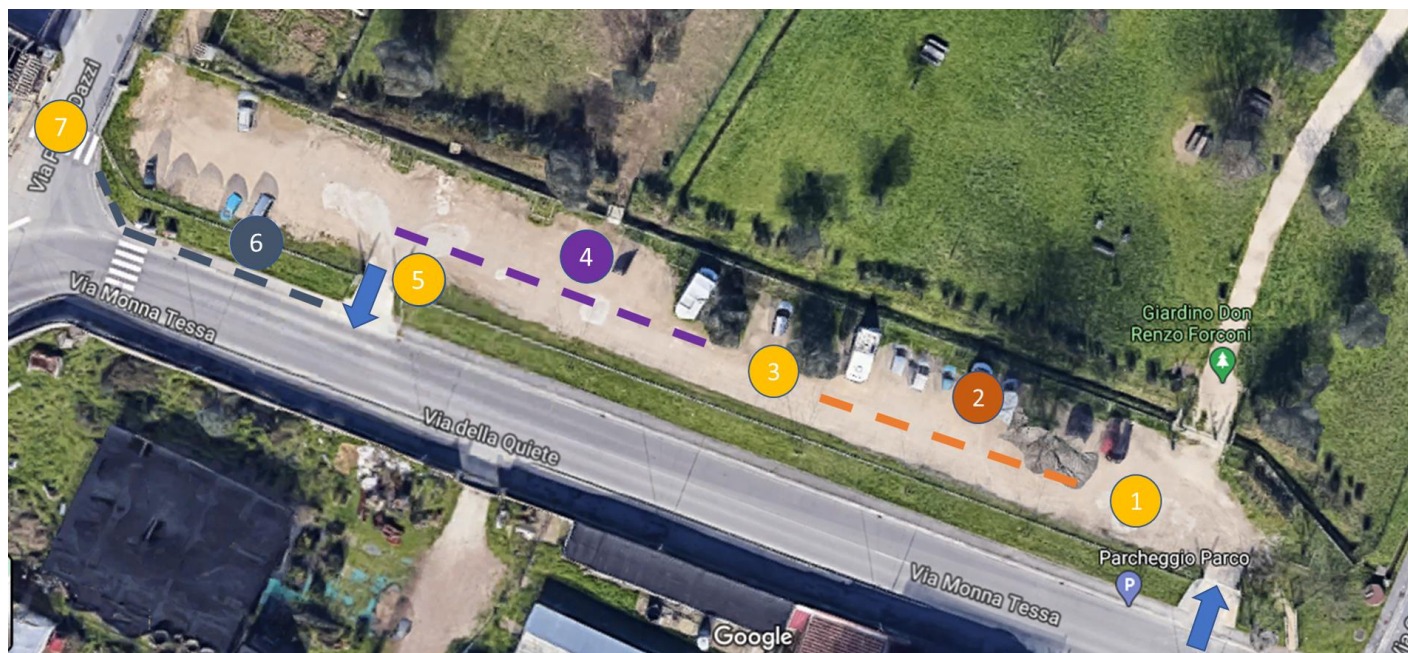 7
Via F
Dazzi
6
4
5
Via Monna Tessa
3
2
Giardino Don
Renzo Forconi
Via della Quiete
1
Parcheggio Parco
P
Via Monna Tessa
Google